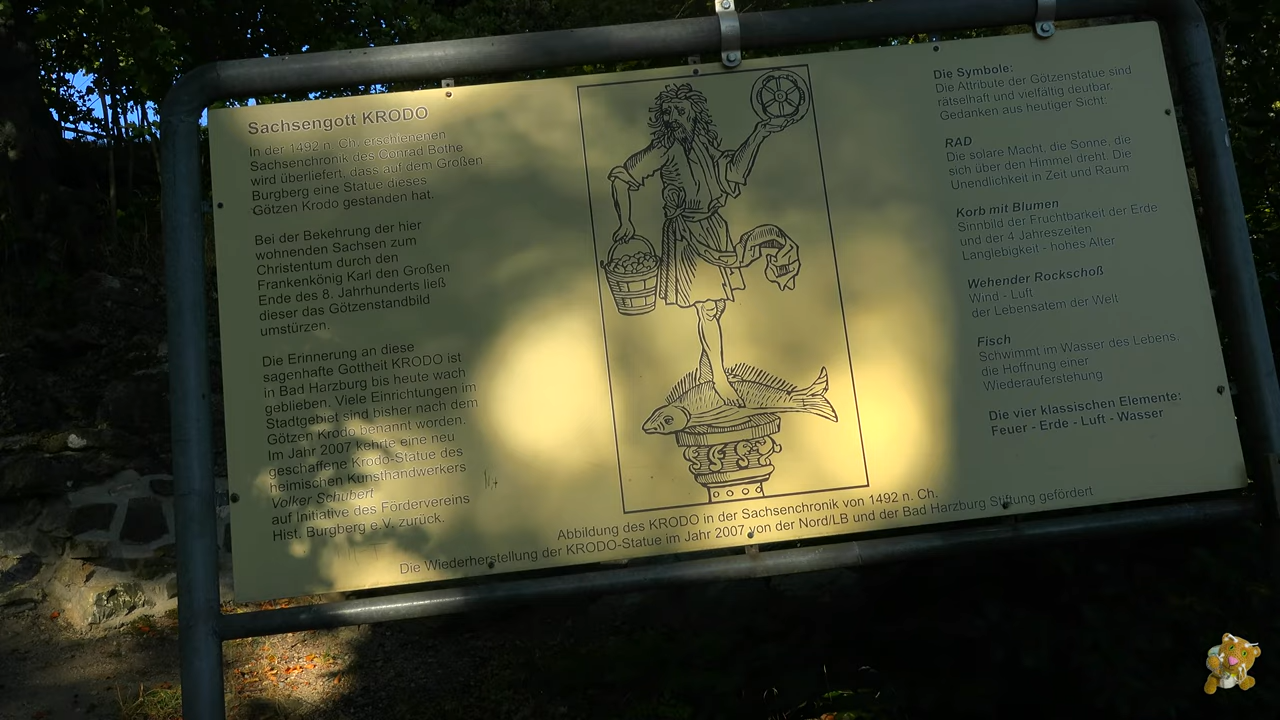 Sachsengott KRODO
In der 1492 n. Ch. erschienenen
Sachsenchronik des Conrad Bothe
wird überliefert, dass auf dem Großen
Burgberg eine Statue dieses
Götzen Krodo gestanden hat.
Bei der Bekehrung der hier
wohnenden Sachsen zum
Christentum durch den
Frankenkönig Karl den Großen
Ende des 8. Jahrhunderts ließ
dieser das Götzenstandbild
umstürzen.
Die Erinnerung an diese
sagenhafte Gottheit KRODO ist
in Bad Harzburg bis heute wach
geblieben. Viele Einrichtungen im
Stadtgebiet sind bisher nach dem
Götzen Krodo benannt worden.
Im Jahr 2007 kehrte eine neu
geschaffene Krodo-Statue des
heimischen Kunsthandwerkers
Volker Schubert
auf Initiative des Fördervereins
Hist. Burgberg e.V. zurück.
Abbildung des KRODO in der Sachsenchronik von 1492 n. Ch.
Die Wiederherstellung der KRODO-Statue im Jahr 2007 von der Nord/LB und der Bad Harzburg Stiftung gefördert
Die Symbole:
Die Attribute der Götzenstatue sind
rätselhaft und vielfältig deutbar.
Gedanken aus heutiger Sicht.
RAD
Die solare Macht, die Sonne, die
sich über den Himmel dreht. Die
Unendlichkeit in Zeit und Raum
Korb mit Blumen
Sinnbild der Fruchtbarkeit der Erde
und der 4 Jahreszeiten
Langlebigkeit - hohes Alter
Wehender Rockschoß
Wind - Luft
der Lebensatem der Welt
Fisch
Schwimmt im Wasser des Lebens,
die Hoffnung einer
Wiederauferstehung
Die vier klassischen Elemente:
Feuer - Erde - Luft - Wasser